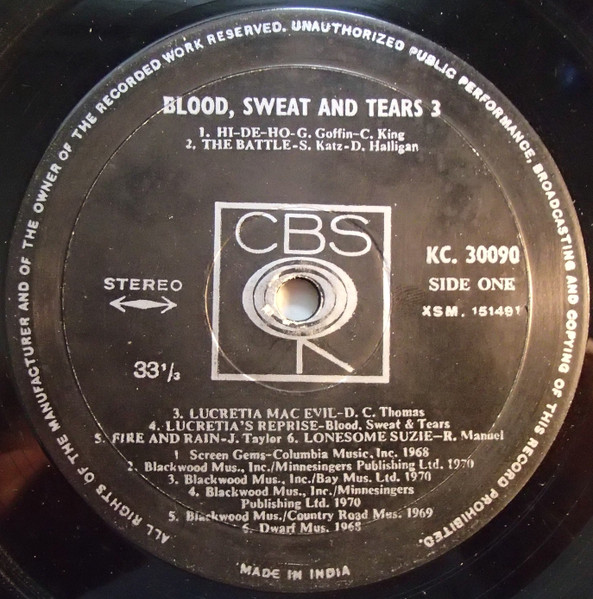 ALL RIGHTS OF THE MANUFACTURER AND OF THE OWNER OF THE RECORDED WORK RESERVED. UNAUTHORIZED PUBLIC PERFORMANCE, BROADCASTING AND COPYING OF THIS RECORD PROHIBITED.
BLOOD, SWEAT AND TEARS 3
1. HI-DE-HO-G. Goffin-C. King
2. THE BATTLE-S. Katz-D. Halligan
CBS
STEREO
33 1/3
KC. 30090
SIDE ONE
XSM. 151491
3. LUCRETIA MAC EVIL-D. C. Thomas
4. LUCRETIA'S REPRISE-Blood, Sweat & Tears
5. FIRE AND RAIN-J. Taylor 6. LONESOME SUZIE-R. Manuel
1 Screen Gems-Columbia Music, Inc. 1968
2. Blackwood Mus., Inc./Minnesingers Publishing Ltd. 1970
3. Blackwood Mus., Inc./Bay Mus. Ltd. 1970
4. Blackwood Mus., Inc./Minnesingers
Publishing Ltd. 1970
5. Blackwood Mus./Country Road Mus. 1969
6. Dwarf Mus. 1968
MADE IN INDIA